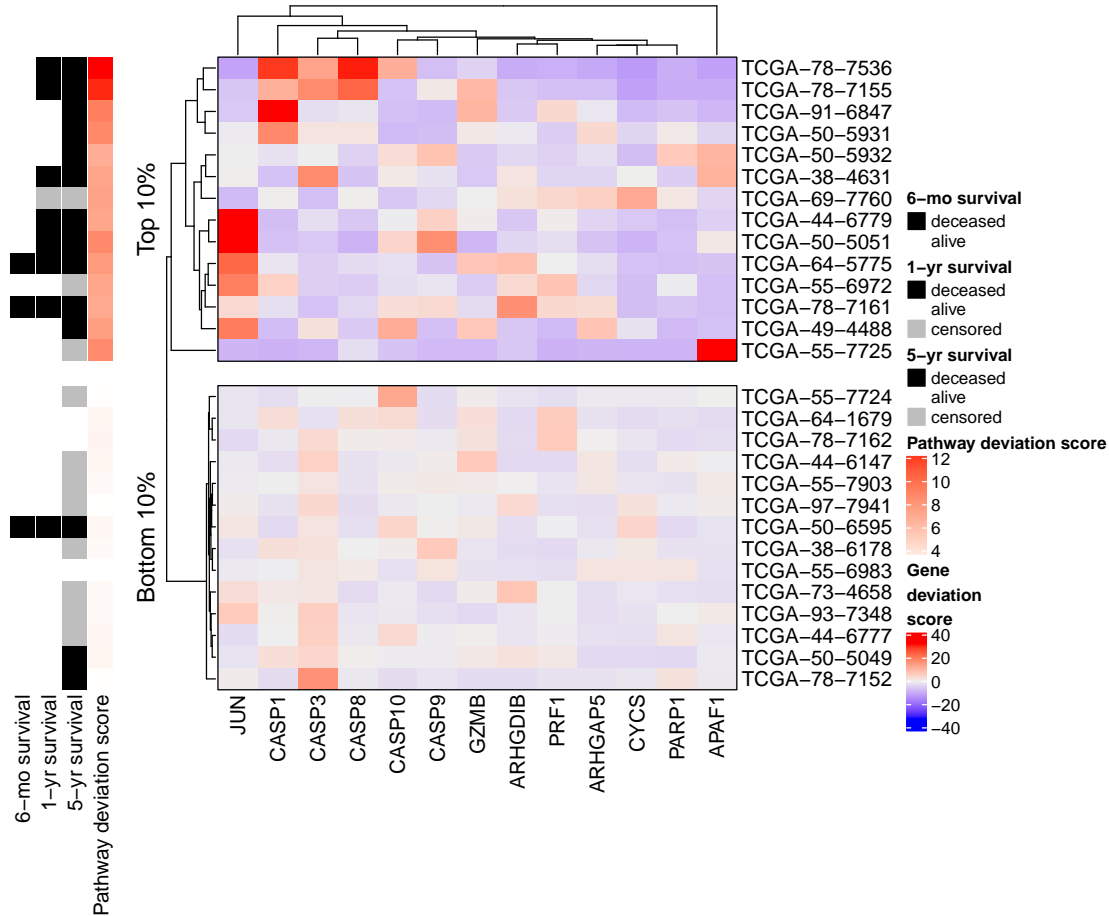 Top 10%
TCGA−78−7536
TCGA−78−7155
TCGA−91−6847
TCGA−50−5931
TCGA−50−5932
TCGA−38−4631
TCGA−69−7760
TCGA−44−6779
TCGA−50−5051
TCGA−64−5775
TCGA−55−6972
TCGA−78−7161
TCGA−49−4488
TCGA−55−7725
Bottom 10%
TCGA−55−7724
TCGA−64−1679
TCGA−78−7162
TCGA−44−6147
TCGA−55−7903
TCGA−97−7941
TCGA−50−6595
TCGA−38−6178
TCGA−55−6983
TCGA−73−4658
TCGA−93−7348
TCGA−44−6777
TCGA−50−5049
TCGA−78−7152
6−mo survival
1−yr survival
5−yr survival
Pathway deviation score
JUN
CASP1
CASP3
CASP8
CASP10
CASP9
GZMB
ARHGDIB
PRF1
ARHGAP5
CYCS
PARP1
APAF1
6−mo survival
deceased
alive
1−yr survival
deceased
alive
censored
5−yr survival
deceased
alive
censored
Pathway deviation score
12
10
8
6
4
Gene
deviation
score
40
20
0
−20
−40